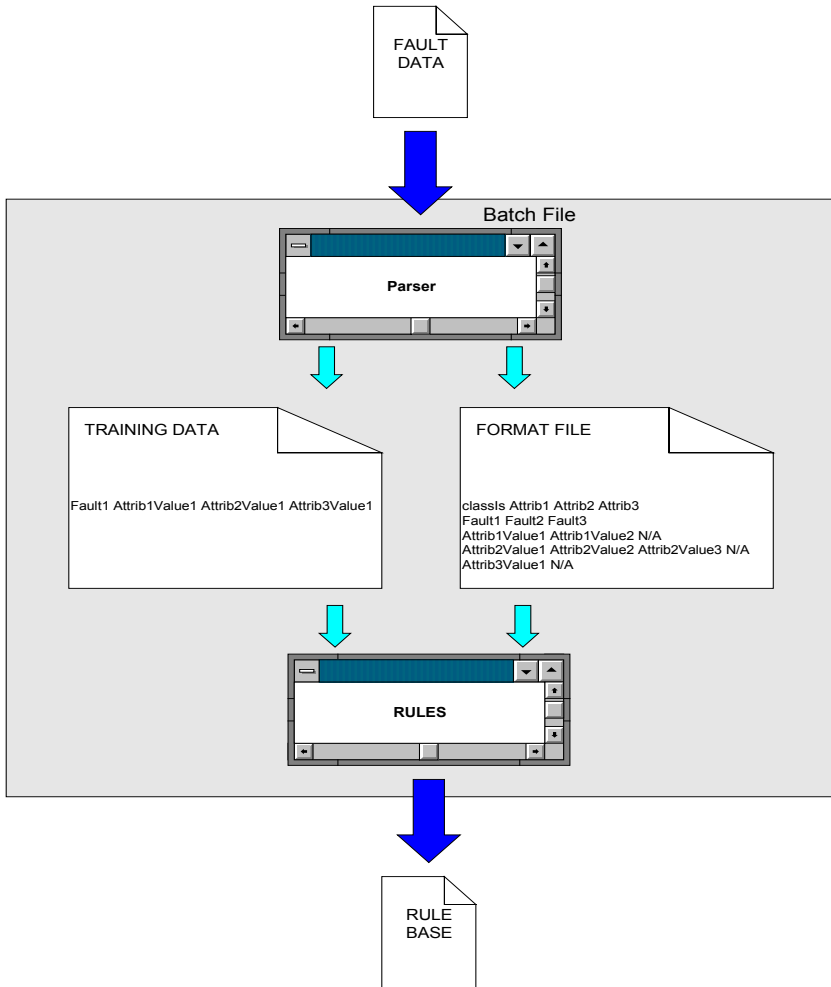 FAULT
DATA
Batch File
Parser
TRAINING DATA
Fault1 Attrib1Value1 Attrib2Value1 Attrib3Value1
FORMAT FILE
classIs Attrib1 Attrib2 Attrib3
Fault1 Fault2 Fault3
Attrib1Value1 Attrib1Value2 N/A
Attrib2Value1 Attrib2Value2 Attrib2Value3 N/A
Attrib3Value1 N/A
RULES
RULE
BASE